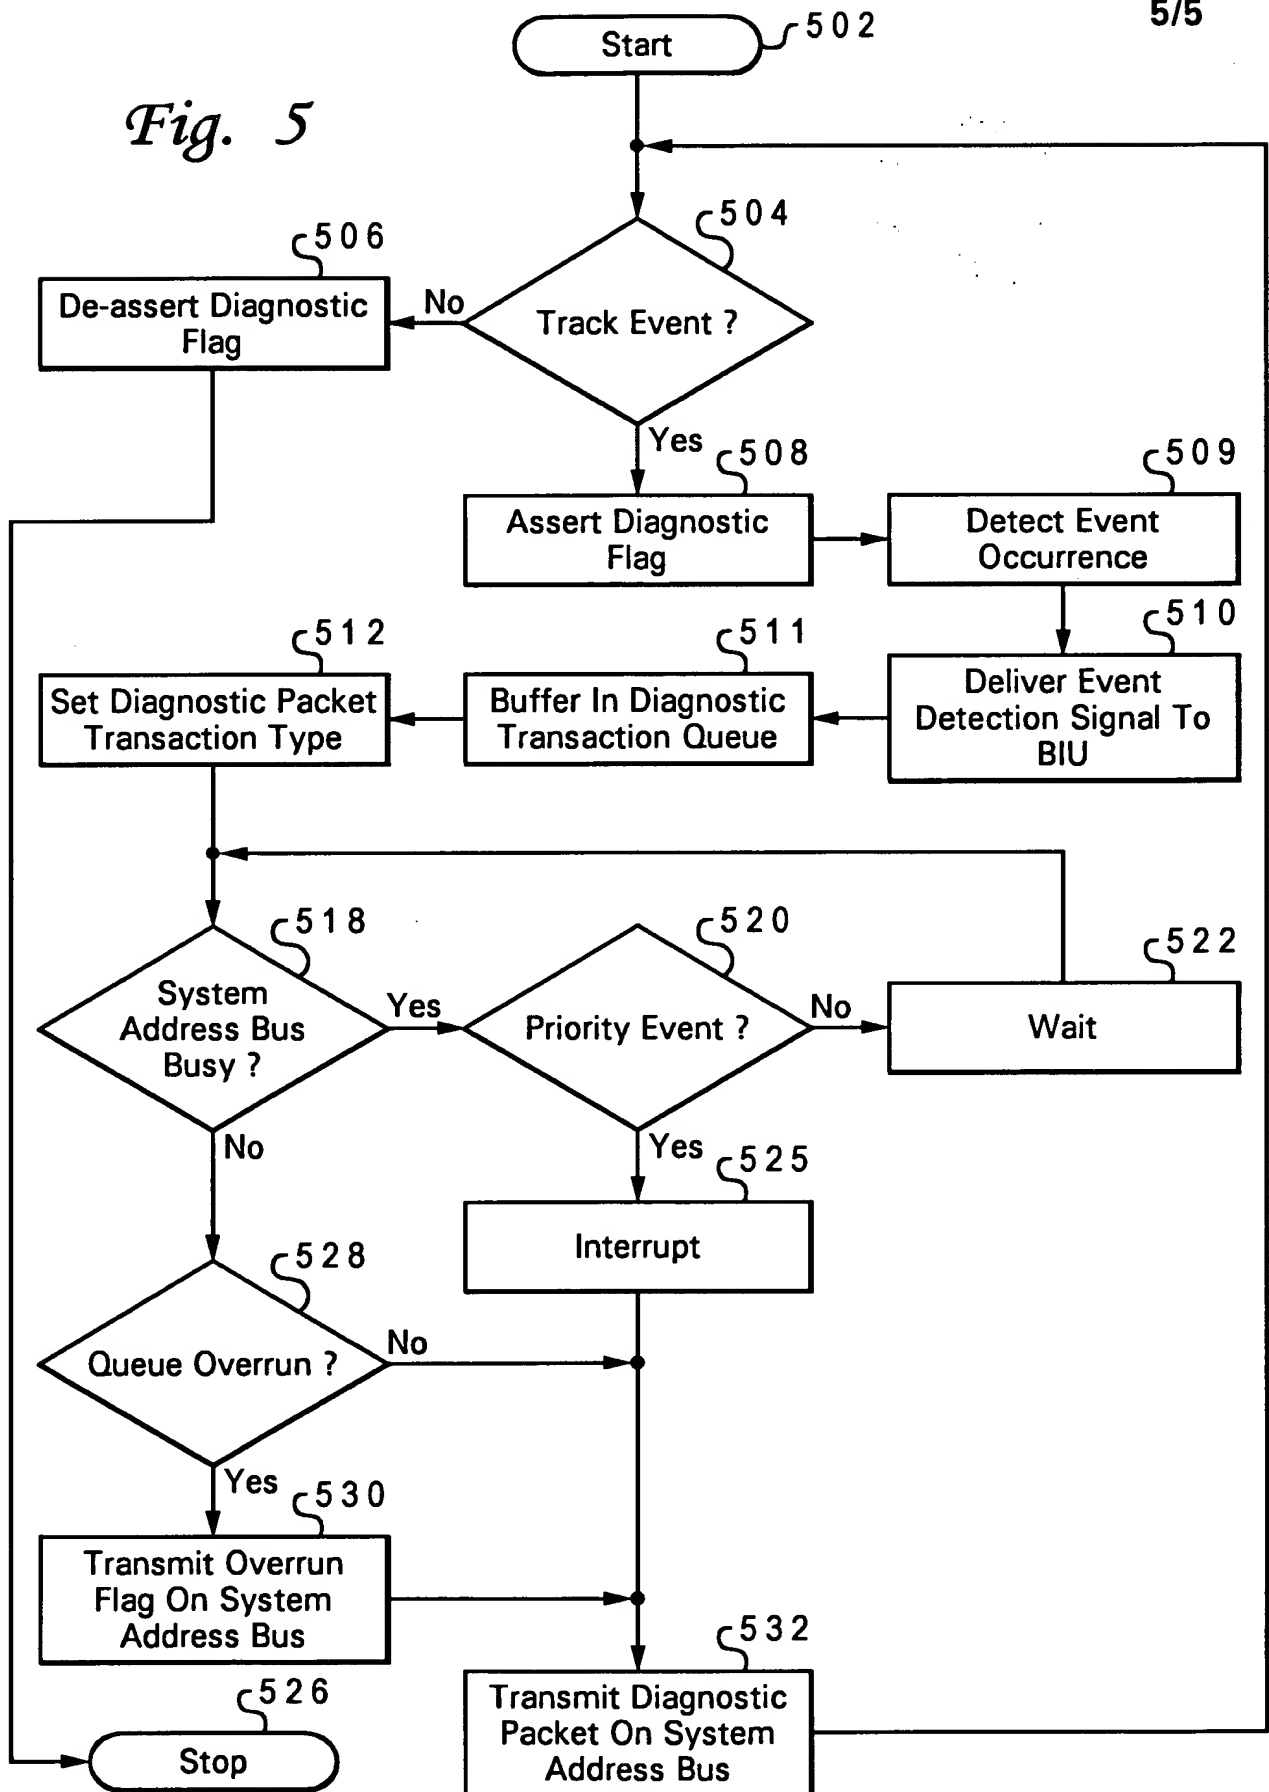 5/5
Start
502
Fig. 5
504
506
De-assert Diagnostic
Flag
No
Track Event ?
Yes
508
509
Assert Diagnostic
Flag
Detect Event
Occurrence
510
511
512
Set Diagnostic Packet
Transaction Type
Buffer In Diagnostic
Transaction Queue
Deliver Event
Detection Signal To
BIU
518
520
522
System
Address Bus
Busy ?
Yes
Priority Event ?
No
Wait
No
Yes
525
Interrupt
528
Queue Overrun ?
No
Yes
530
Transmit Overrun
Flag On System
Address Bus
532
526
Transmit Diagnostic
Packet On System
Address Bus
Stop